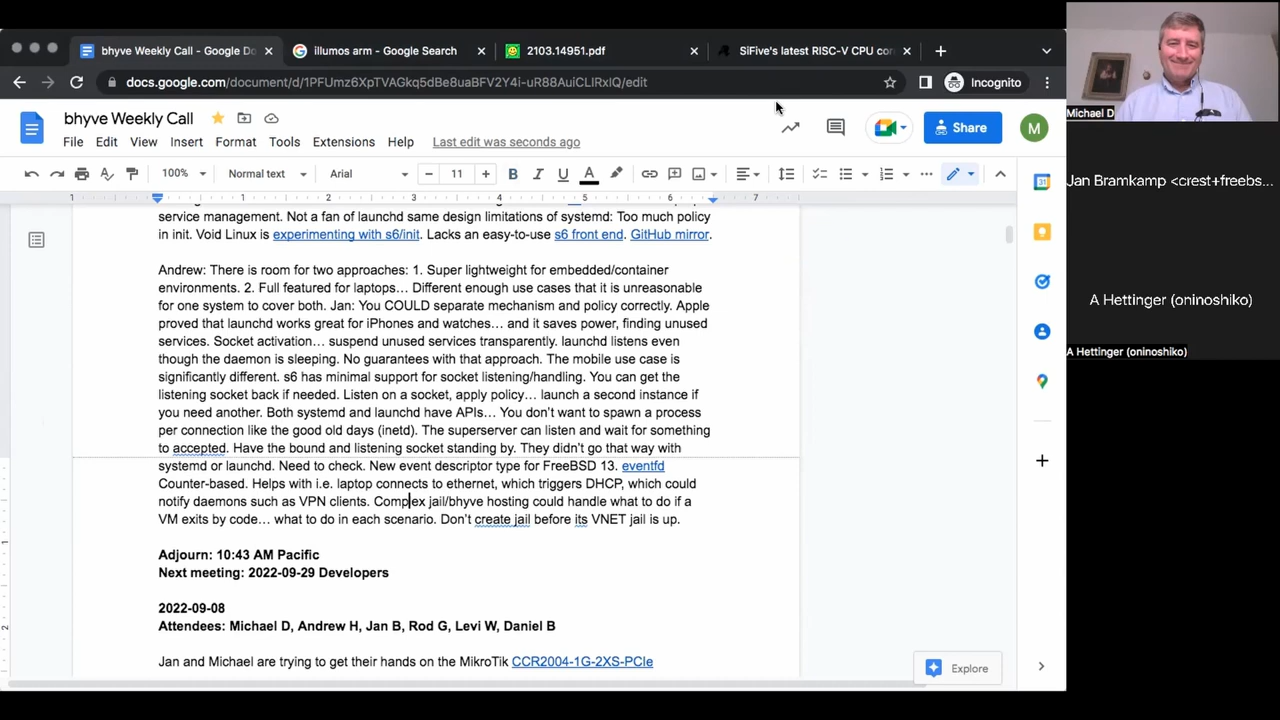 bhyve Weekly Call - Google Do
illumos arm - Google Search
2103.14951.pdf
SiFive's latest RISC-V CPU cor
docs.google.com/document/d/1PFUmz6XpTVAGkq5dBe8uaBFV2Y4i-uR88AuiCLlRxIQ/edit
Incognito
bhyve Weekly Call
File Edit View Insert Format Tools Extensions Help Last edit was seconds ago
Share
M
100% Normal text Arial 11 B I U A
1 1 2 3 4 5 6 7
service management. Not a fan of launchd same design limitations of systemd: Too much policy
in init. Void Linux is experimenting with s6/init. Lacks an easy-to-use s6 front end. GitHub mirror.
Andrew: There is room for two approaches: 1. Super lightweight for embedded/container
environments. 2. Full featured for laptops… Different enough use cases that it is unreasonable
for one system to cover both. Jan: You COULD separate mechanism and policy correctly. Apple
proved that launchd works great for iPhones and watches… and it saves power, finding unused
services. Socket activation… suspend unused services transparently. launchd listens even
though the daemon is sleeping. No guarantees with that approach. The mobile use case is
significantly different. s6 has minimal support for socket listening/handling. You can get the
listening socket back if needed. Listen on a socket, apply policy… launch a second instance if
you need another. Both systemd and launchd have APIs… You don't want to spawn a process
per connection like the good old days (inetd). The superserver can listen and wait for something
to accepted. Have the bound and listening socket standing by. They didn't go that way with
systemd or launchd. Need to check. New event descriptor type for FreeBSD 13. eventfd
Counter-based. Helps with i.e. laptop connects to ethernet, which triggers DHCP, which could
notify daemons such as VPN clients. Complex jail/bhyve hosting could handle what to do if a
VM exits by code… what to do in each scenario. Don't create jail before its VNET jail is up.
Adjourn: 10:43 AM Pacific
Next meeting: 2022-09-29 Developers
2022-09-08
Attendees: Michael D, Andrew H, Jan B, Rod G, Levi W, Daniel B
Jan and Michael are trying to get their hands on the MikroTik CCR2004-1G-2XS-PCIe
Explore
1
2
31
Michael D
Jan Bramkamp <crest+freebs...
A Hettinger (oninoshiko)
A Hettinger (oninoshiko)